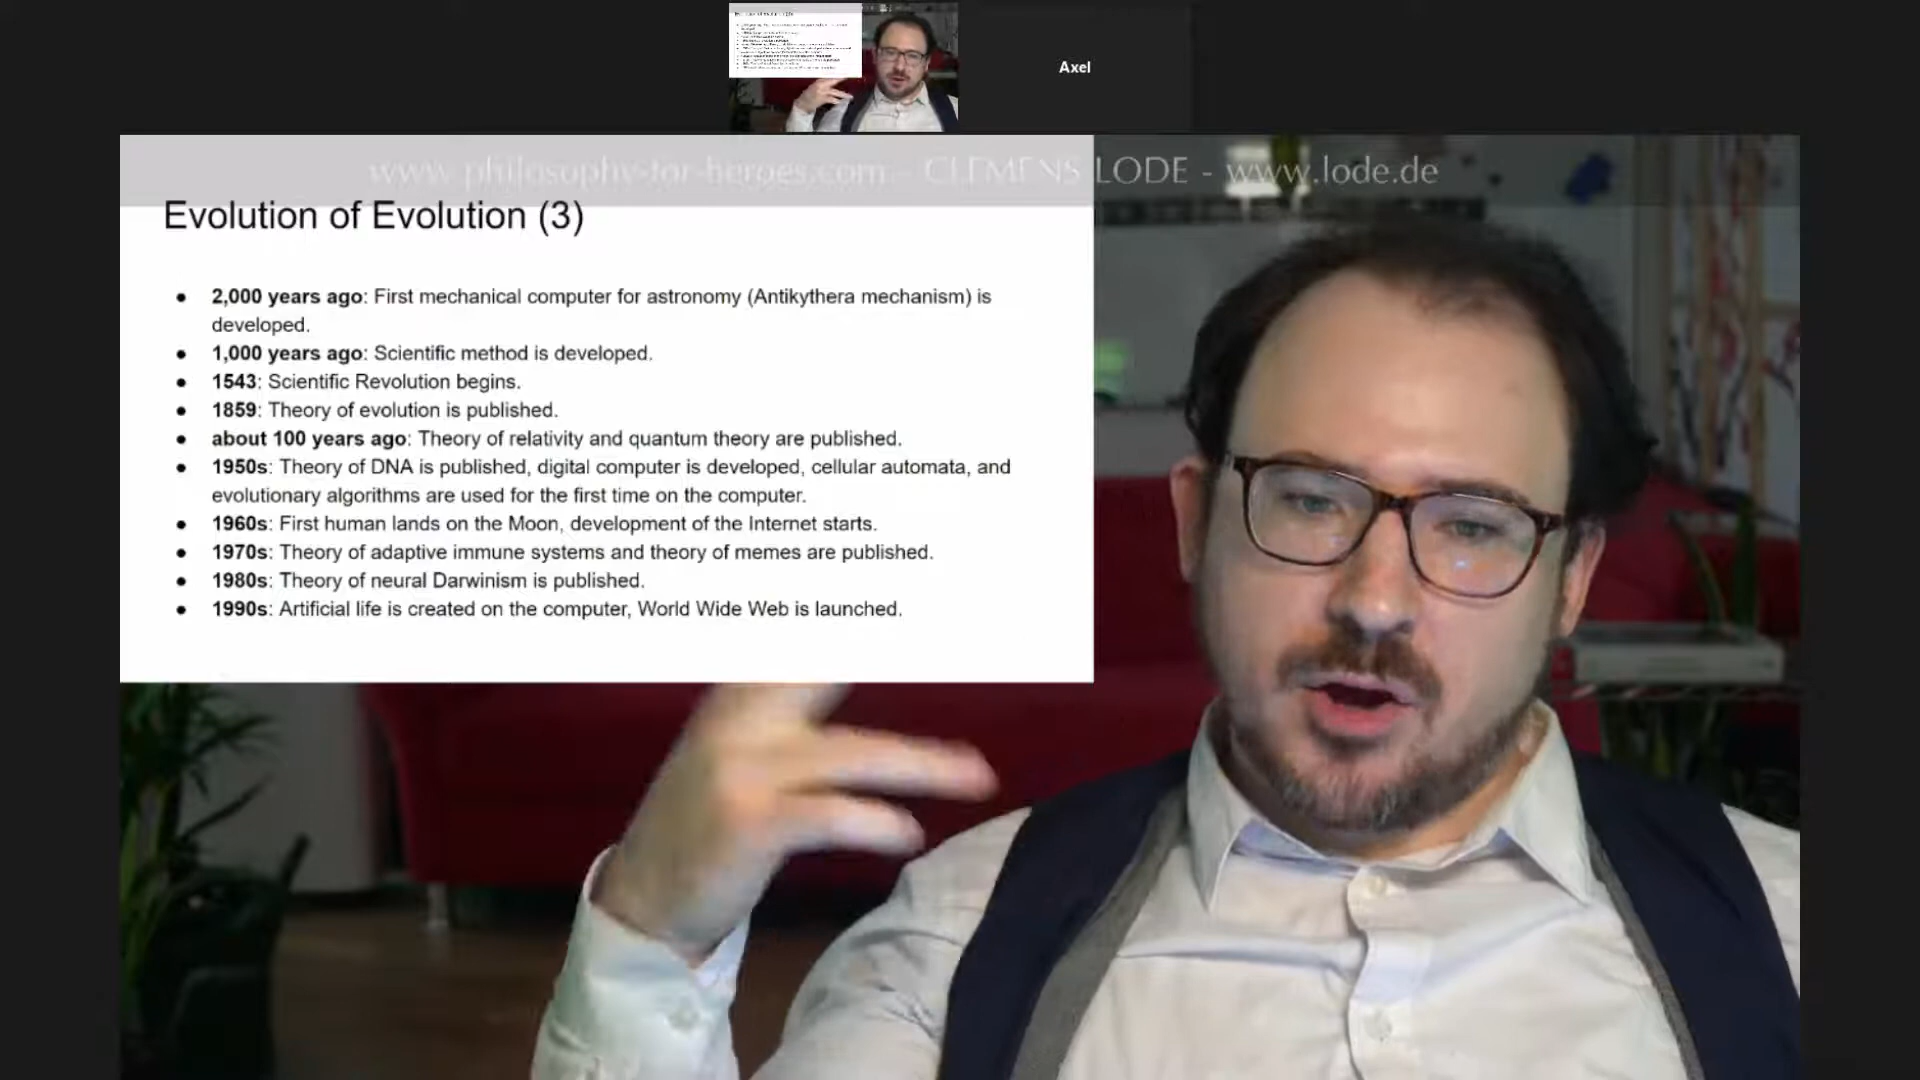 Axel
www.philosophy-for-heroes.com - CLEMENS LODE - www.lode.de
Evolution of Evolution (3)
● 2,000 years ago: First mechanical computer for astronomy (Antikythera mechanism) is
developed.
● 1,000 years ago: Scientific method is developed.
● 1543: Scientific Revolution begins.
● 1859: Theory of evolution is published.
● about 100 years ago: Theory of relativity and quantum theory are published.
● 1950s: Theory of DNA is published, digital computer is developed, cellular automata, and
evolutionary algorithms are used for the first time on the computer.
● 1960s: First human lands on the Moon, development of the Internet starts.
● 1970s: Theory of adaptive immune systems and theory of memes are published.
● 1980s: Theory of neural Darwinism is published.
● 1990s: Artificial life is created on the computer, World Wide Web is launched.